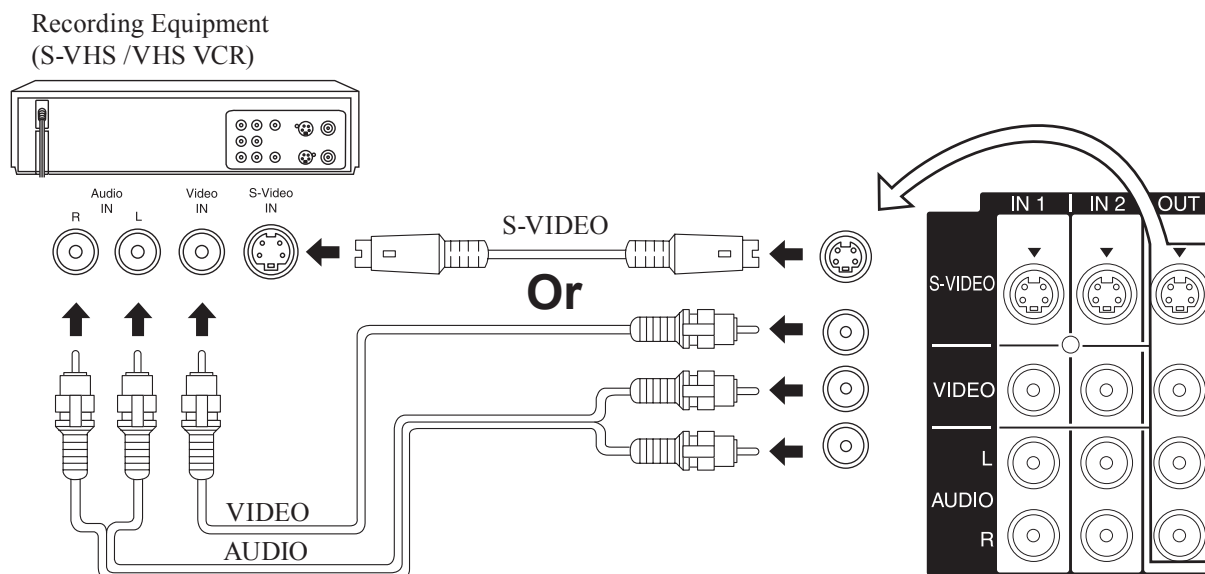 Recording Equipment
(S-VHS /VHS VCR)
Audio
IN
R
L
Video
IN
S-Video
IN
S-VIDEO
Or
VIDEO
AUDIO
IN 1
IN 2
OUT
S-VIDEO
VIDEO
L
AUDIO
R